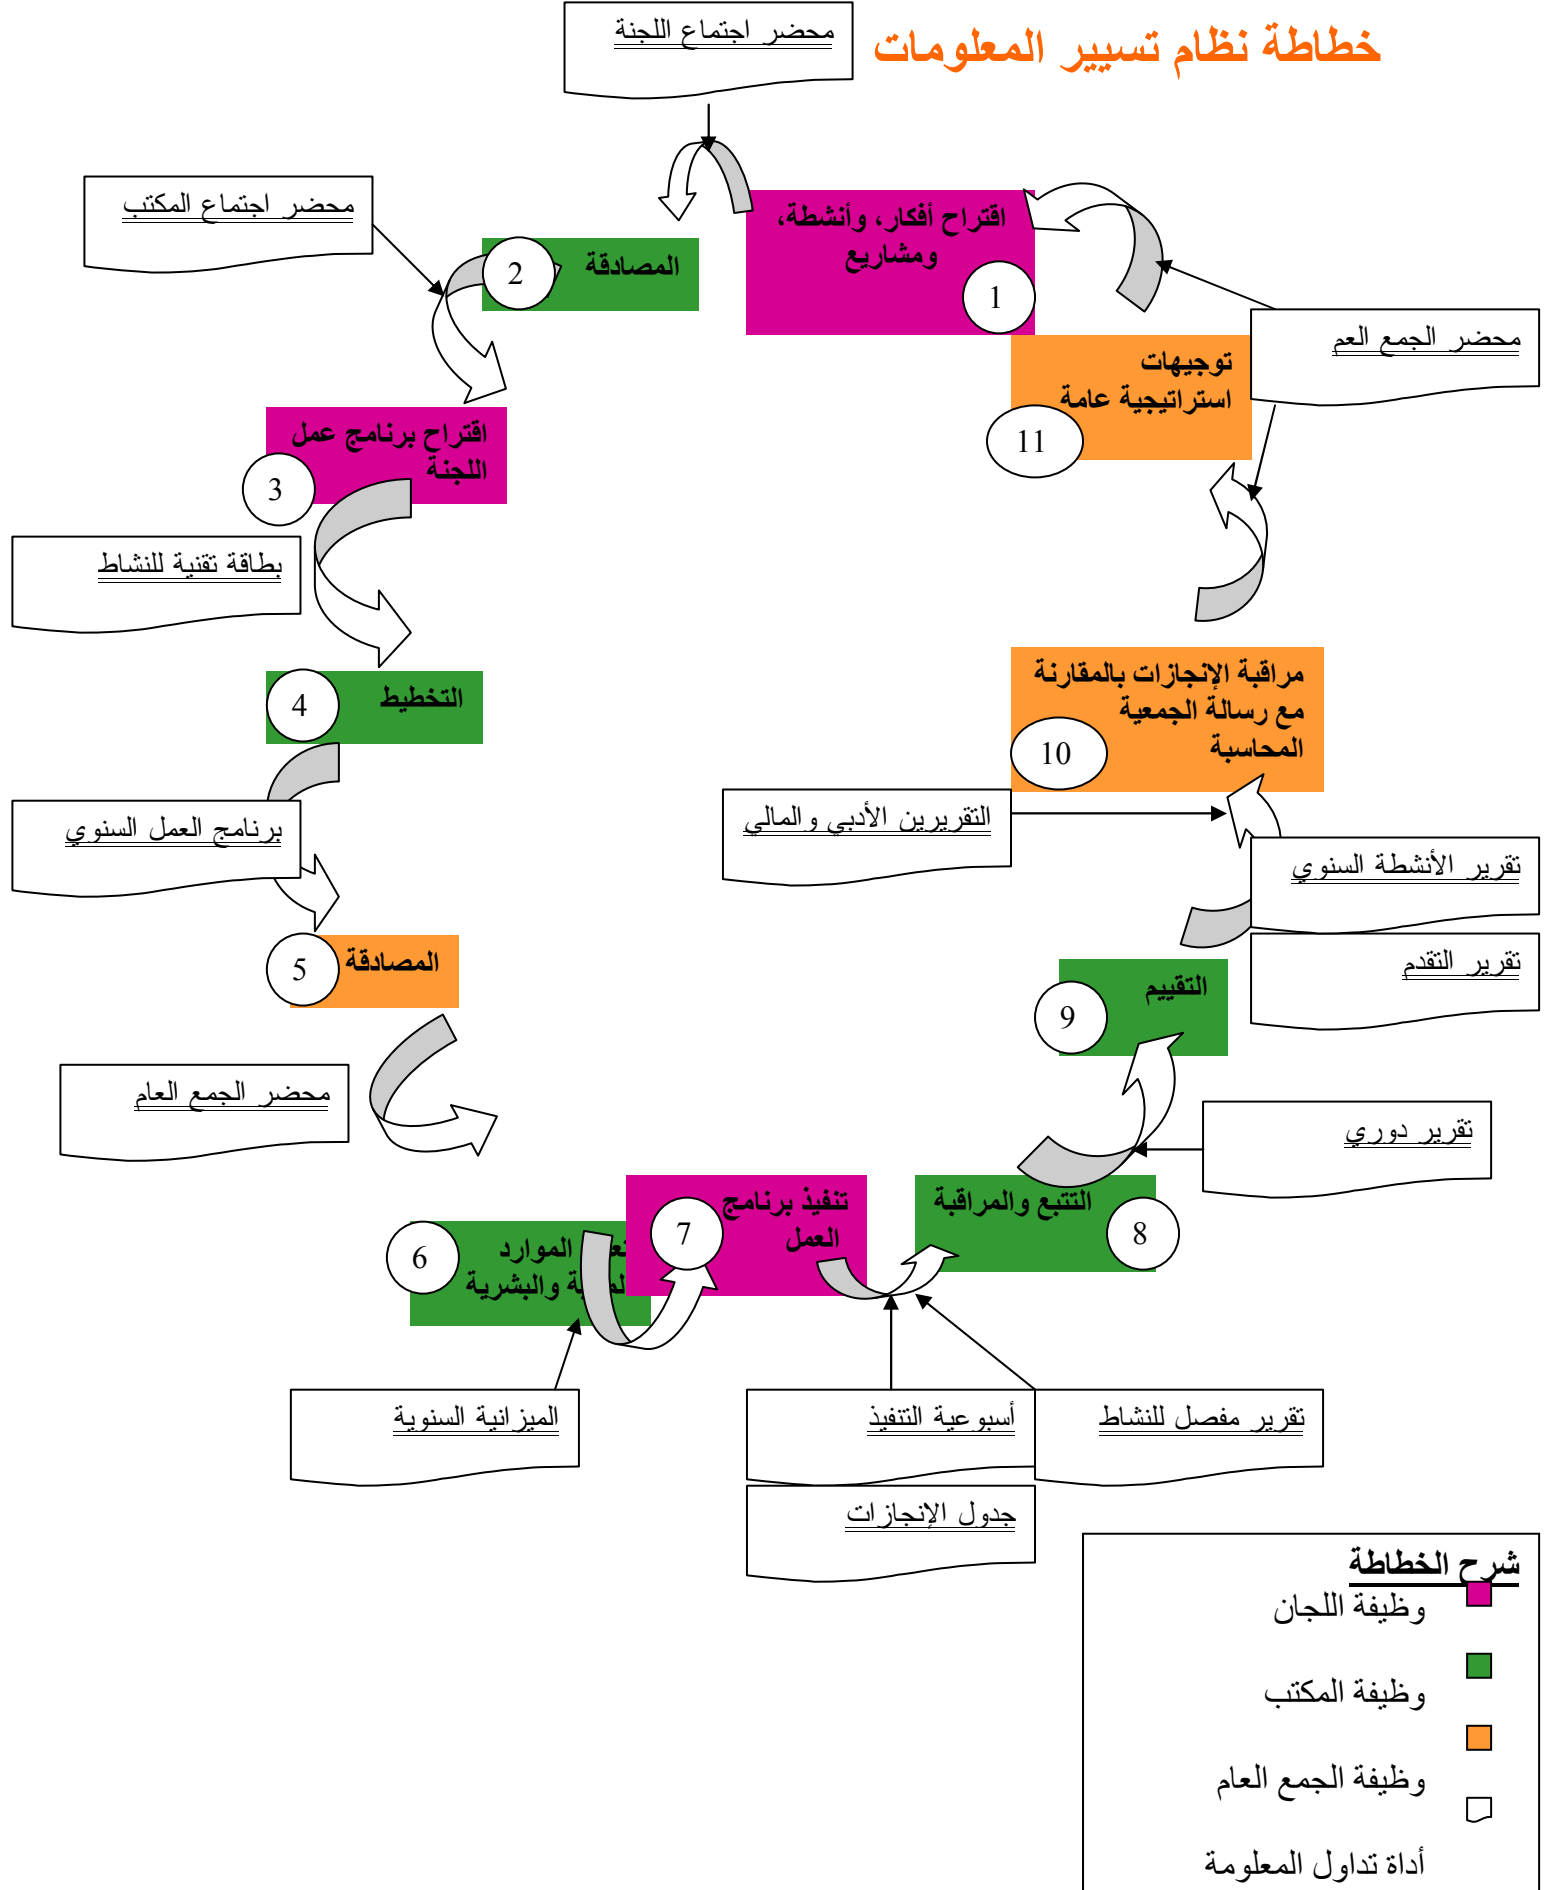 خطاطة نظام تسيير المعلومات
محضر اجتماع اللجنة
محضر اجتماع المكتب
اقتراح أفكار، وأنشطة،
ومشاريع
1
المصادقة
2
محضر الجمع العم
توجيهات
استراتيجية عامة
11
اقتراح برنامج عمل
اللجنة
3
بطاقة تقنية للنشاط
التخطيط
4
مراقبة الإنجازات بالمقارنة
مع رسالة الجمعية
المحاسبة
10
برنامج العمل السنوي
التقريرين الأدبي والمالي
تقرير الأنشطة السنوي
تقرير التقدم
المصادقة
5
التقييم
9
محضر الجمع العام
تقرير دوري
تنفيذ برنامج
العمل
7
التتبع والمراقبة
8
الموارد
والبشرية
6
الميزانية السنوية
أسبوعية التنفيذ
تقرير مفصل للنشاط
جدول الإنجازات
شرح الخطاطة
وظيفة اللجان
وظيفة المكتب
وظيفة الجمع العام
أداة تداول المعلومة